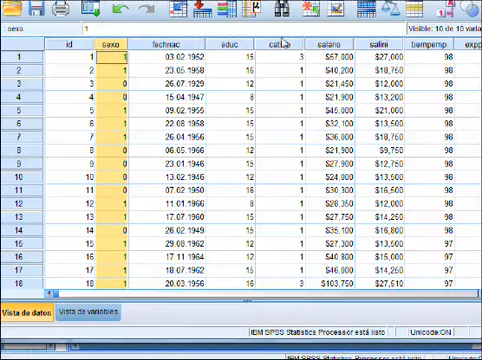 : sexo 1 Visible: 10 de 10 varia
id sexo fechnac educ catlab salario salini tiempemp expp
1 1 1 03.02.1952 15 3 $57,000 $27,000 98
2 2 1 23.05.1958 16 1 $40,200 $18,750 98
3 3 0 26.07.1929 12 1 $21,450 $12,000 98
4 4 0 15.04.1947 8 1 $21,900 $13,200 98
5 5 1 09.02.1955 15 1 $45,000 $21,000 98
6 6 1 22.08.1958 15 1 $32,100 $13,500 98
7 7 1 26.04.1956 15 1 $36,000 $18,750 98
8 8 0 06.05.1966 12 1 $21,900 $9,750 98
9 9 0 23.01.1946 15 1 $27,900 $12,750 98
10 10 0 13.02.1946 12 1 $24,000 $13,500 98
11 11 0 07.02.1950 16 1 $30,300 $16,500 98
12 12 1 11.01.1966 8 1 $28,350 $12,000 98
13 13 1 17.07.1960 15 1 $27,750 $14,250 98
14 14 0 26.02.1949 15 1 $35,100 $16,800 98
15 15 1 29.08.1962 12 1 $27,300 $13,500 97
16 16 1 17.11.1964 12 1 $40,800 $15,000 97
17 17 1 18.07.1962 15 1 $46,000 $14,250 97
18 18 1 20.03.1956 16 3 $103,750 $27,510 97
Vista de datos Vista de variables
IBM SPSS Statistics Processor está listo Unicode:ON